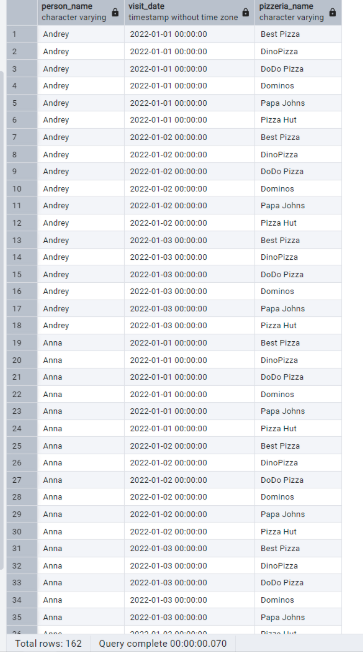 person_name visit_date pizzeria_name
character varying timestamp without time zone character varying
1 Andrey 2022-01-01 00:00:00 Best Pizza
2 Andrey 2022-01-01 00:00:00 DinoPizza
3 Andrey 2022-01-01 00:00:00 DoDo Pizza
4 Andrey 2022-01-01 00:00:00 Dominos
5 Andrey 2022-01-01 00:00:00 Papa Johns
6 Andrey 2022-01-01 00:00:00 Pizza Hut
7 Andrey 2022-01-02 00:00:00 Best Pizza
8 Andrey 2022-01-02 00:00:00 DinoPizza
9 Andrey 2022-01-02 00:00:00 DoDo Pizza
10 Andrey 2022-01-02 00:00:00 Dominos
11 Andrey 2022-01-02 00:00:00 Papa Johns
12 Andrey 2022-01-02 00:00:00 Pizza Hut
13 Andrey 2022-01-03 00:00:00 Best Pizza
14 Andrey 2022-01-03 00:00:00 DinoPizza
15 Andrey 2022-01-03 00:00:00 DoDo Pizza
16 Andrey 2022-01-03 00:00:00 Dominos
17 Andrey 2022-01-03 00:00:00 Papa Johns
18 Andrey 2022-01-03 00:00:00 Pizza Hut
19 Anna 2022-01-01 00:00:00 Best Pizza
20 Anna 2022-01-01 00:00:00 DinoPizza
21 Anna 2022-01-01 00:00:00 DoDo Pizza
22 Anna 2022-01-01 00:00:00 Dominos
23 Anna 2022-01-01 00:00:00 Papa Johns
24 Anna 2022-01-01 00:00:00 Pizza Hut
25 Anna 2022-01-02 00:00:00 Best Pizza
26 Anna 2022-01-02 00:00:00 DinoPizza
27 Anna 2022-01-02 00:00:00 DoDo Pizza
28 Anna 2022-01-02 00:00:00 Dominos
29 Anna 2022-01-02 00:00:00 Papa Johns
30 Anna 2022-01-02 00:00:00 Pizza Hut
31 Anna 2022-01-03 00:00:00 Best Pizza
32 Anna 2022-01-03 00:00:00 DinoPizza
33 Anna 2022-01-03 00:00:00 DoDo Pizza
34 Anna 2022-01-03 00:00:00 Dominos
35 Anna 2022-01-03 00:00:00 Papa Johns
Total rows: 162 Query complete 00:00:00.070